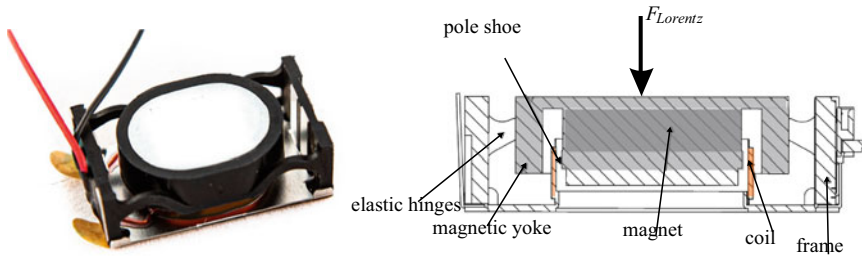 F_Lorentz
pole shoe
elastic hinges
magnetic yoke
magnet
coil
frame